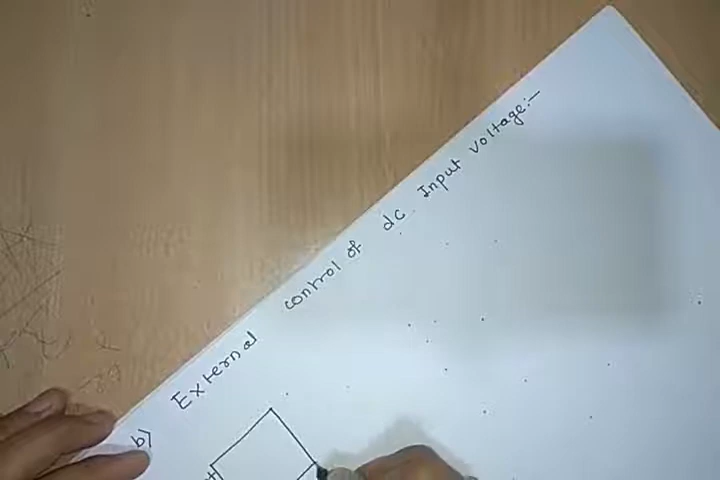 b) External control of dc Input voltage:-